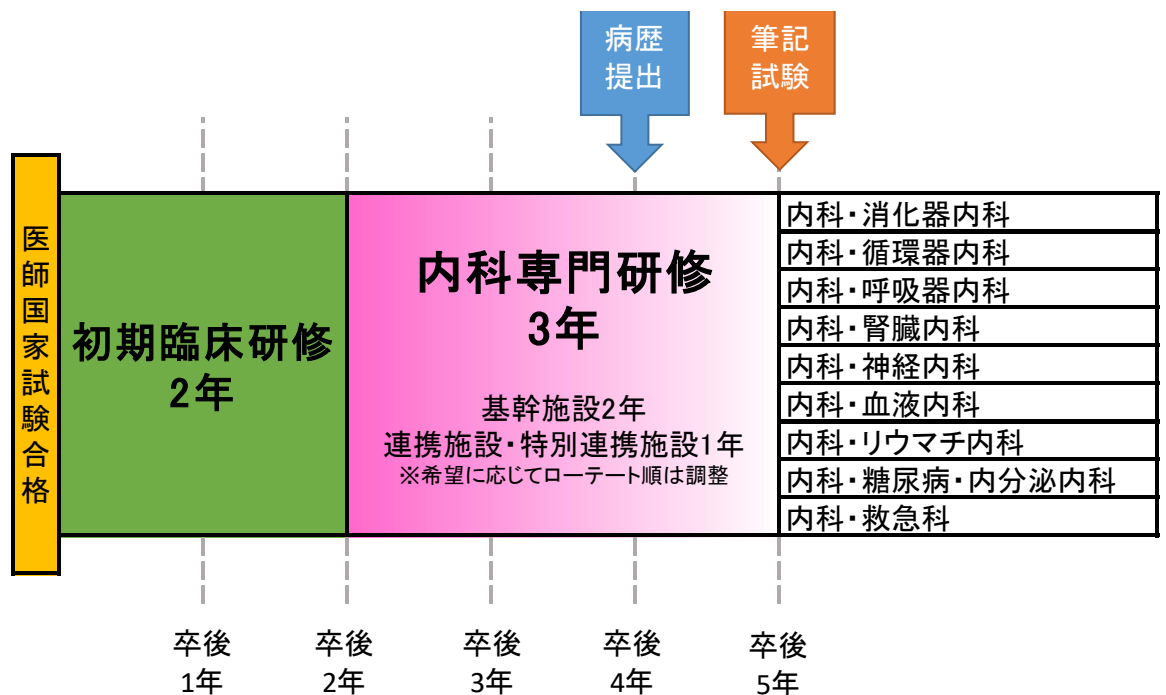 病歴
提出
筆記
試験
医師国家試験合格
初期臨床研修
2年
内科専門研修
3年
基幹施設2年
連携施設・特別連携施設1年
※希望に応じてローテート順は調整
内科・消化器内科
内科・循環器内科
内科・呼吸器内科
内科・腎臓内科
内科・神経内科
内科・血液内科
内科・リウマチ内科
内科・糖尿病・内分泌内科
内科・救急科
卒後
1年
卒後
2年
卒後
3年
卒後
4年
卒後
5年